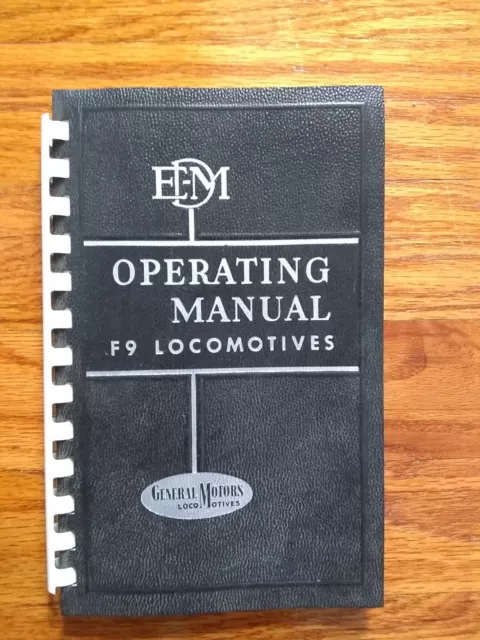 EMD
OPERATING
MANUAL
F9 LOCOMOTIVES
GENERAL MOTORS
LOCOMOTIVES